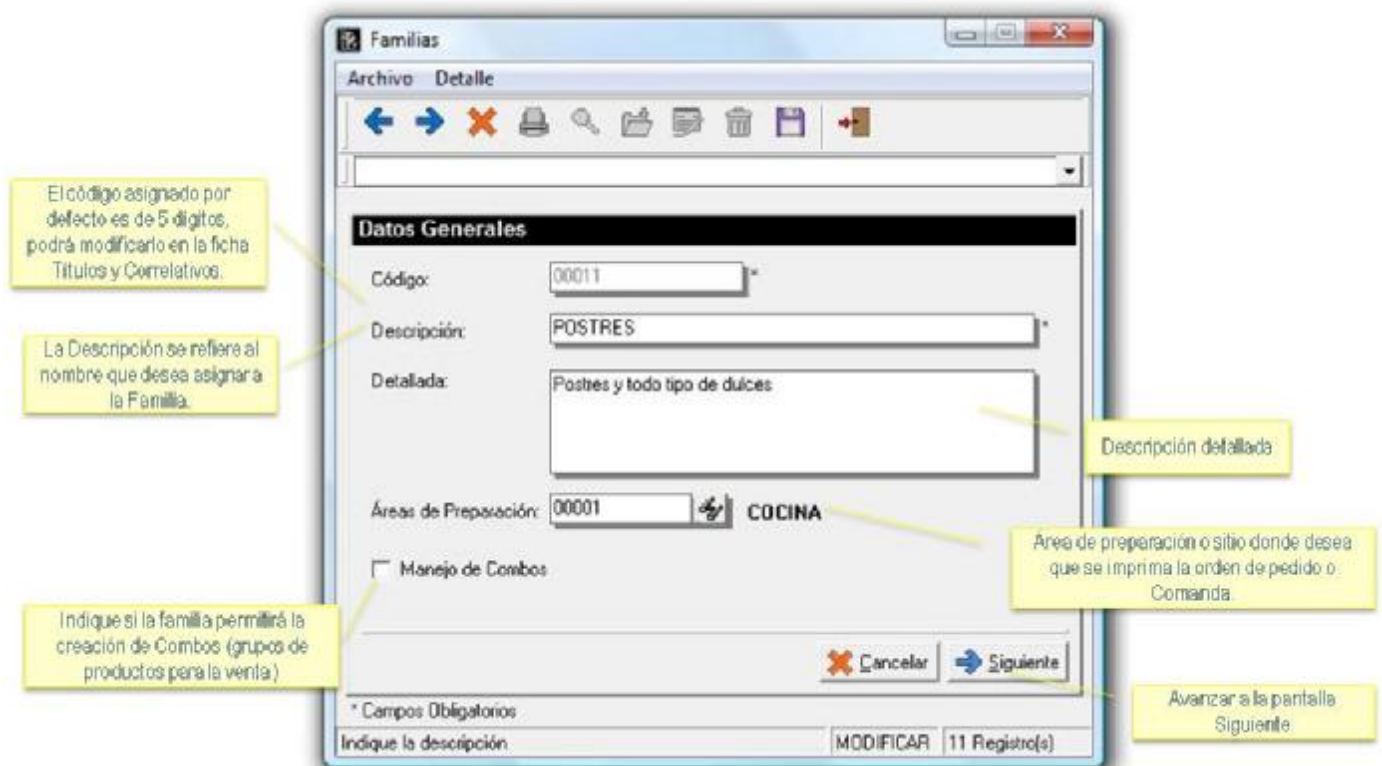 Familias
Archivo Detalle
El código asignado por
defecto es de 5 dígitos,
podrá modificarlo en la ficha
Títulos y Correlativos.
Datos Generales
Código: 00011 *
Descripción: POSTRES *
La Descripción se refiere al
nombre que desea asignar a
la Familia.
Detallada: Postres y todo tipo de dulces
Descripción detallada
Áreas de Preparación: 00001 COCINA
Área de preparación o sitio donde desea
que se imprima la orden de pedido o
Comanda.
Manejo de Combos
Indique si la familia permitirá la
creación de Combos (grupos de
productos para la venta)
Cancelar Siguiente
Avanzar a la pantalla
Siguiente
* Campos Obligatorios
Indique la descripción MODIFICAR 11 Registro(s)